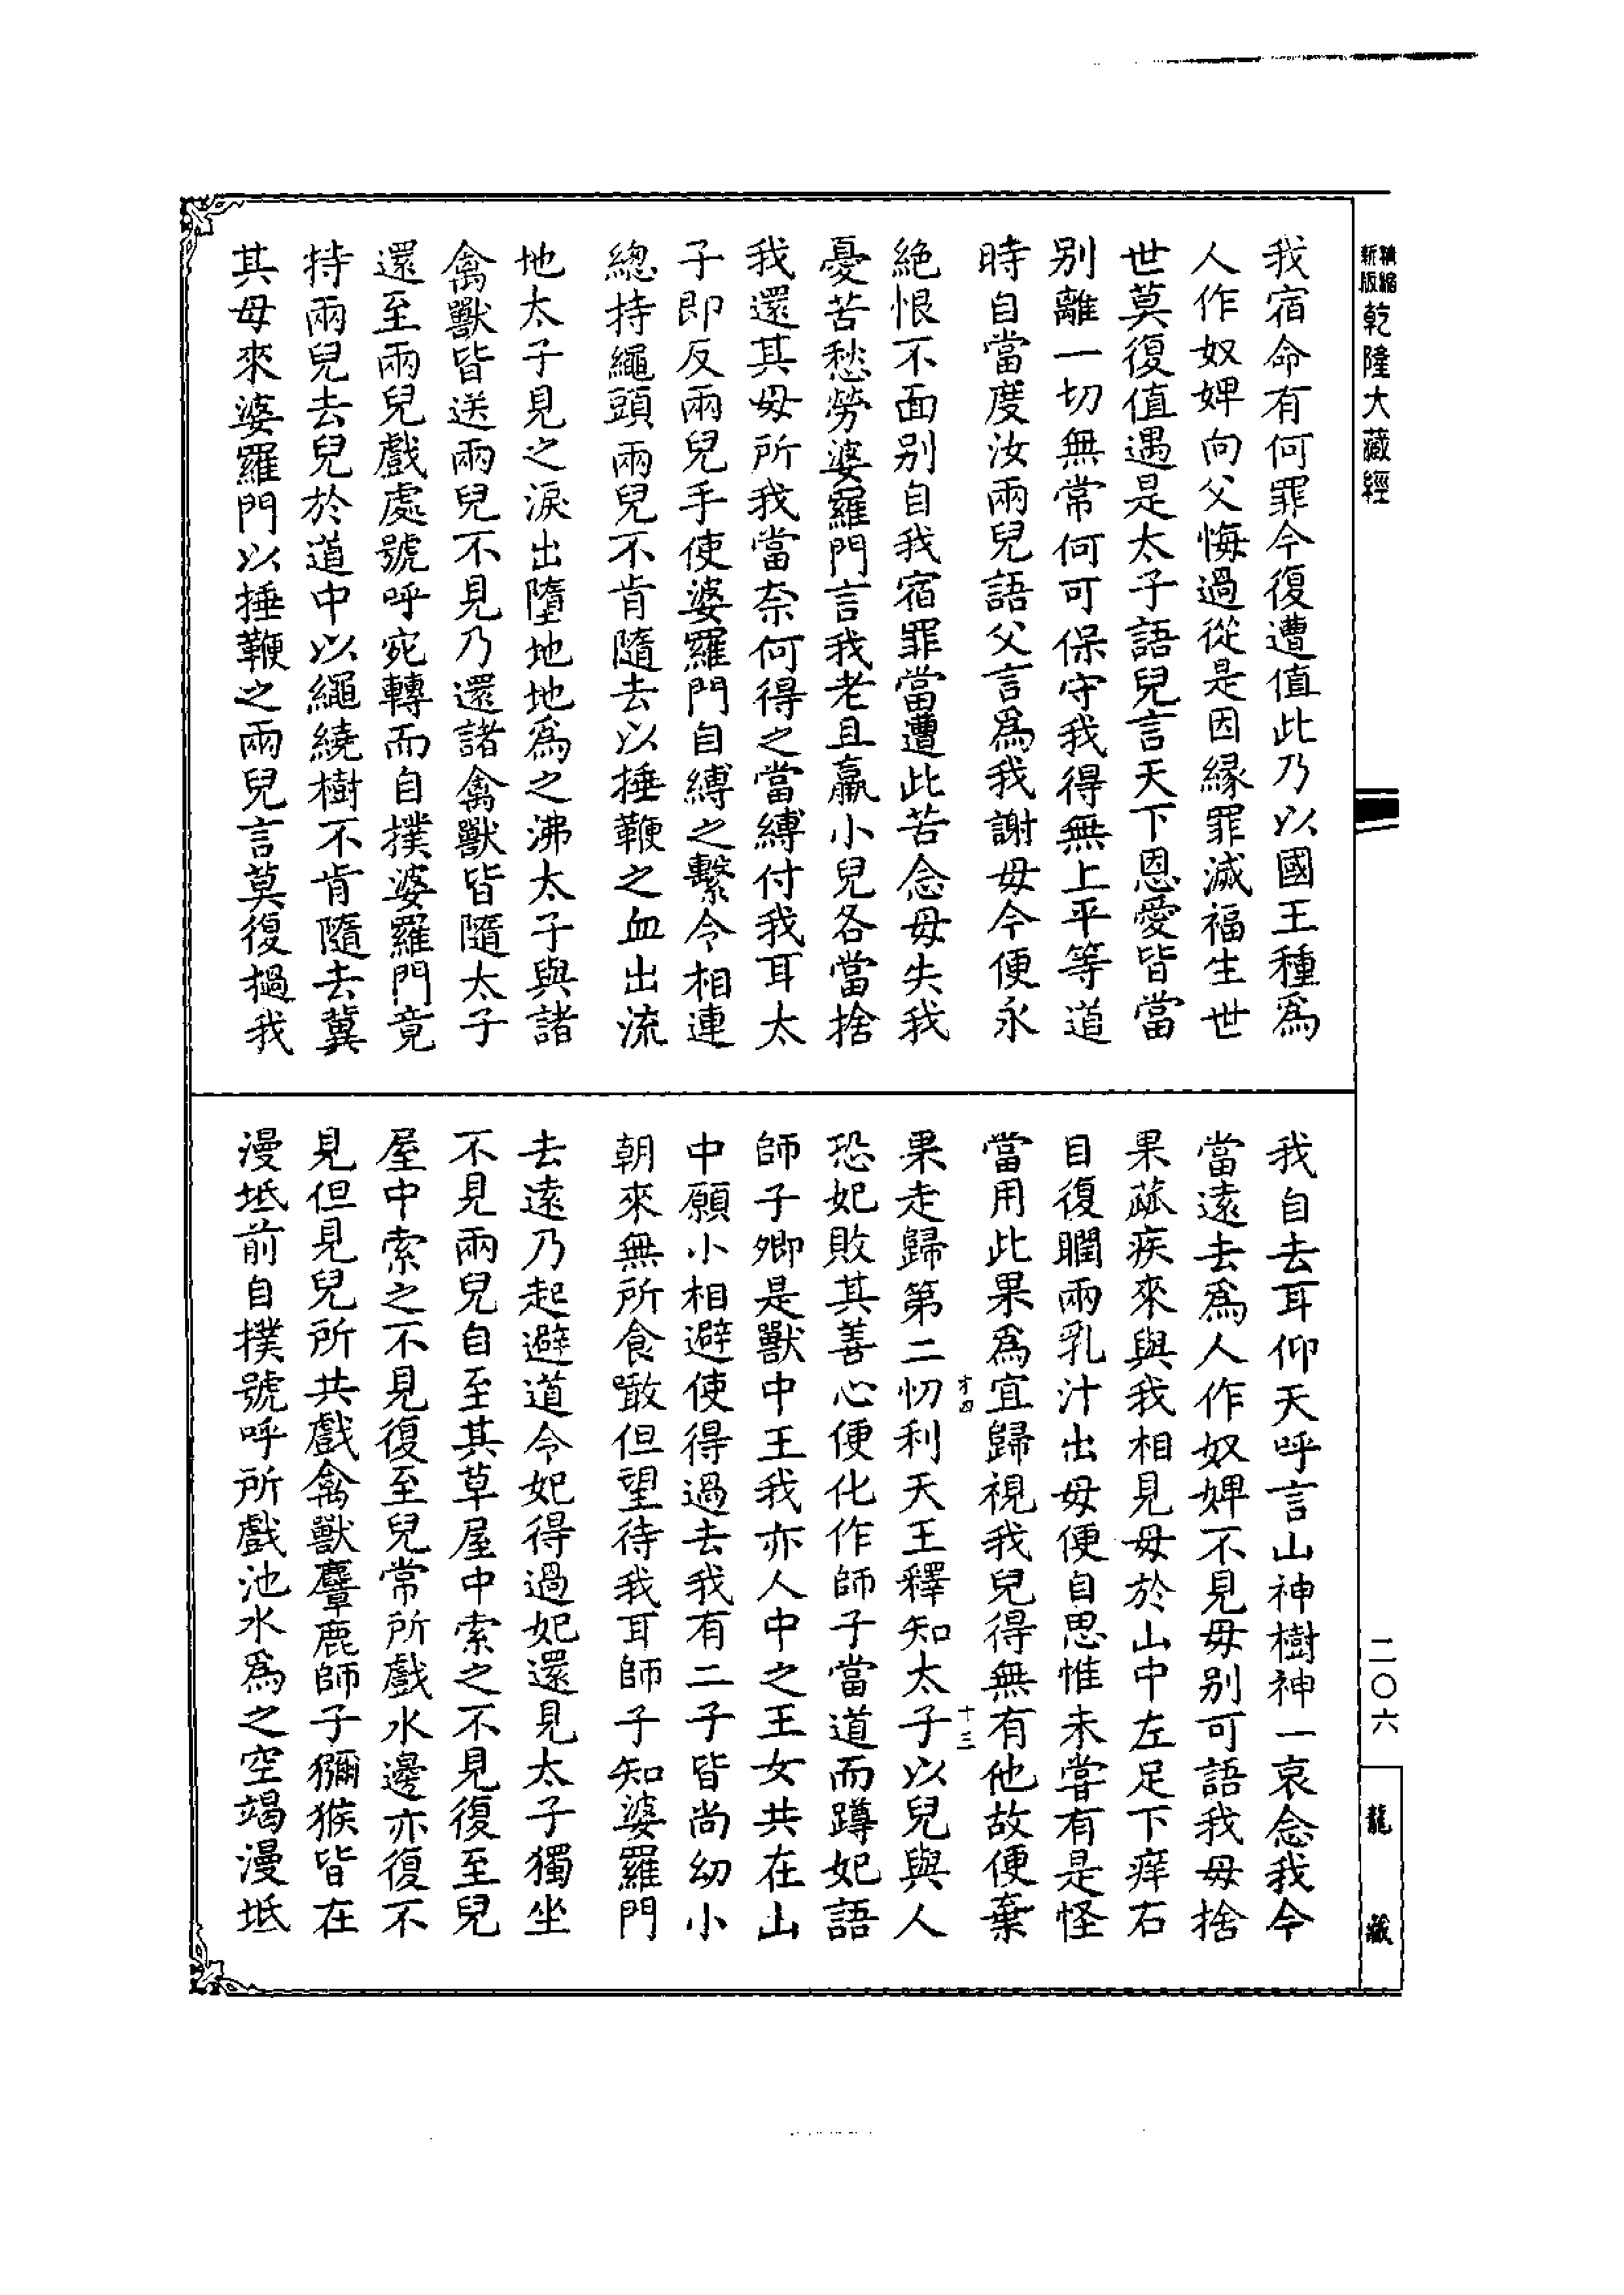 精縮
新版
乾隆大藏經
我宿命有何罪今復遭值此乃以國王種爲
人作奴婢向父悔過從是因縁罪滅福生世
世莫復值遇是太子語兒言天下恩愛皆當
别離一切無常何可保守我得無上平等道
時自當度汝兩兒語父言爲我謝母今便永
絶恨不面别自我宿罪當遭此苦念母失我
憂苦愁勞婆羅門言我老且羸小兒各當捨
我還其母所我當奈何得之當縛付我耳太
子即反兩兒手使婆羅門自縛之繫令相連
總持繩頭兩兒不肯隨去以捶鞭之血出流
地太子見之淚出墮地地爲之沸太子與諸
禽獸皆送兩兒不見乃還諸禽獸皆隨太子
還至兩兒戲處號呼宛轉而自撲婆羅門竟
持兩兒去兒於道中以繩繞樹不肯隨去冀
其母來婆羅門以捶鞭之兩兒言莫復撾我
我自去耳仰天呼言山神樹神一哀念我今
當遠去爲人作奴婢不見母别可語我母捨
果蓏疾來與我相見母於山中左足下痒右
目復瞤兩乳汁出母便自思惟未嘗有是怪
當用此果爲宜歸視我兒得無有他故便棄
果走歸第二忉利天王釋知太子以兒與人
才四
十三
恐妃敗其善心便化作師子當道而蹲妃語
師子卿是獸中王我亦人中之王女共在山
中願小相避使得過去我有二子皆尚幼小
朝來無所食噉但望待我耳師子知婆羅門
去遠乃起避道令妃得過妃還見太子獨坐
不見兩兒自至其草屋中索之不見復至兒
屋中索之不見復至兒常所戲水邊亦復不
見但見兒所共戲禽獸麞鹿師子獼猴皆在
漫坻前自撲號呼所戲池水爲之空竭漫坻
二〇六
龍藏